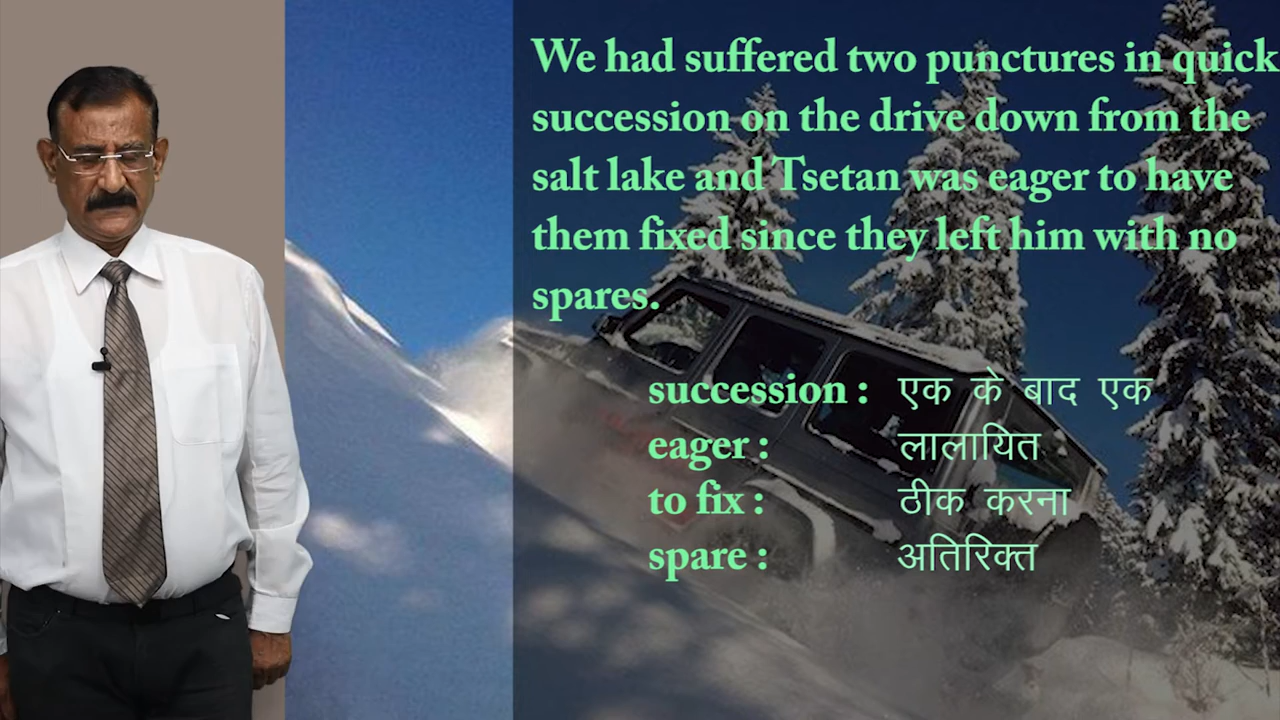 We had suffered two punctures in quick
succession on the drive down from the
salt lake and Tsetan was eager to have
them fixed since they left him with no
spares.
succession : एक के बाद एक
eager : लालायित
to fix : ठीक करना
spare : अतिरिक्त